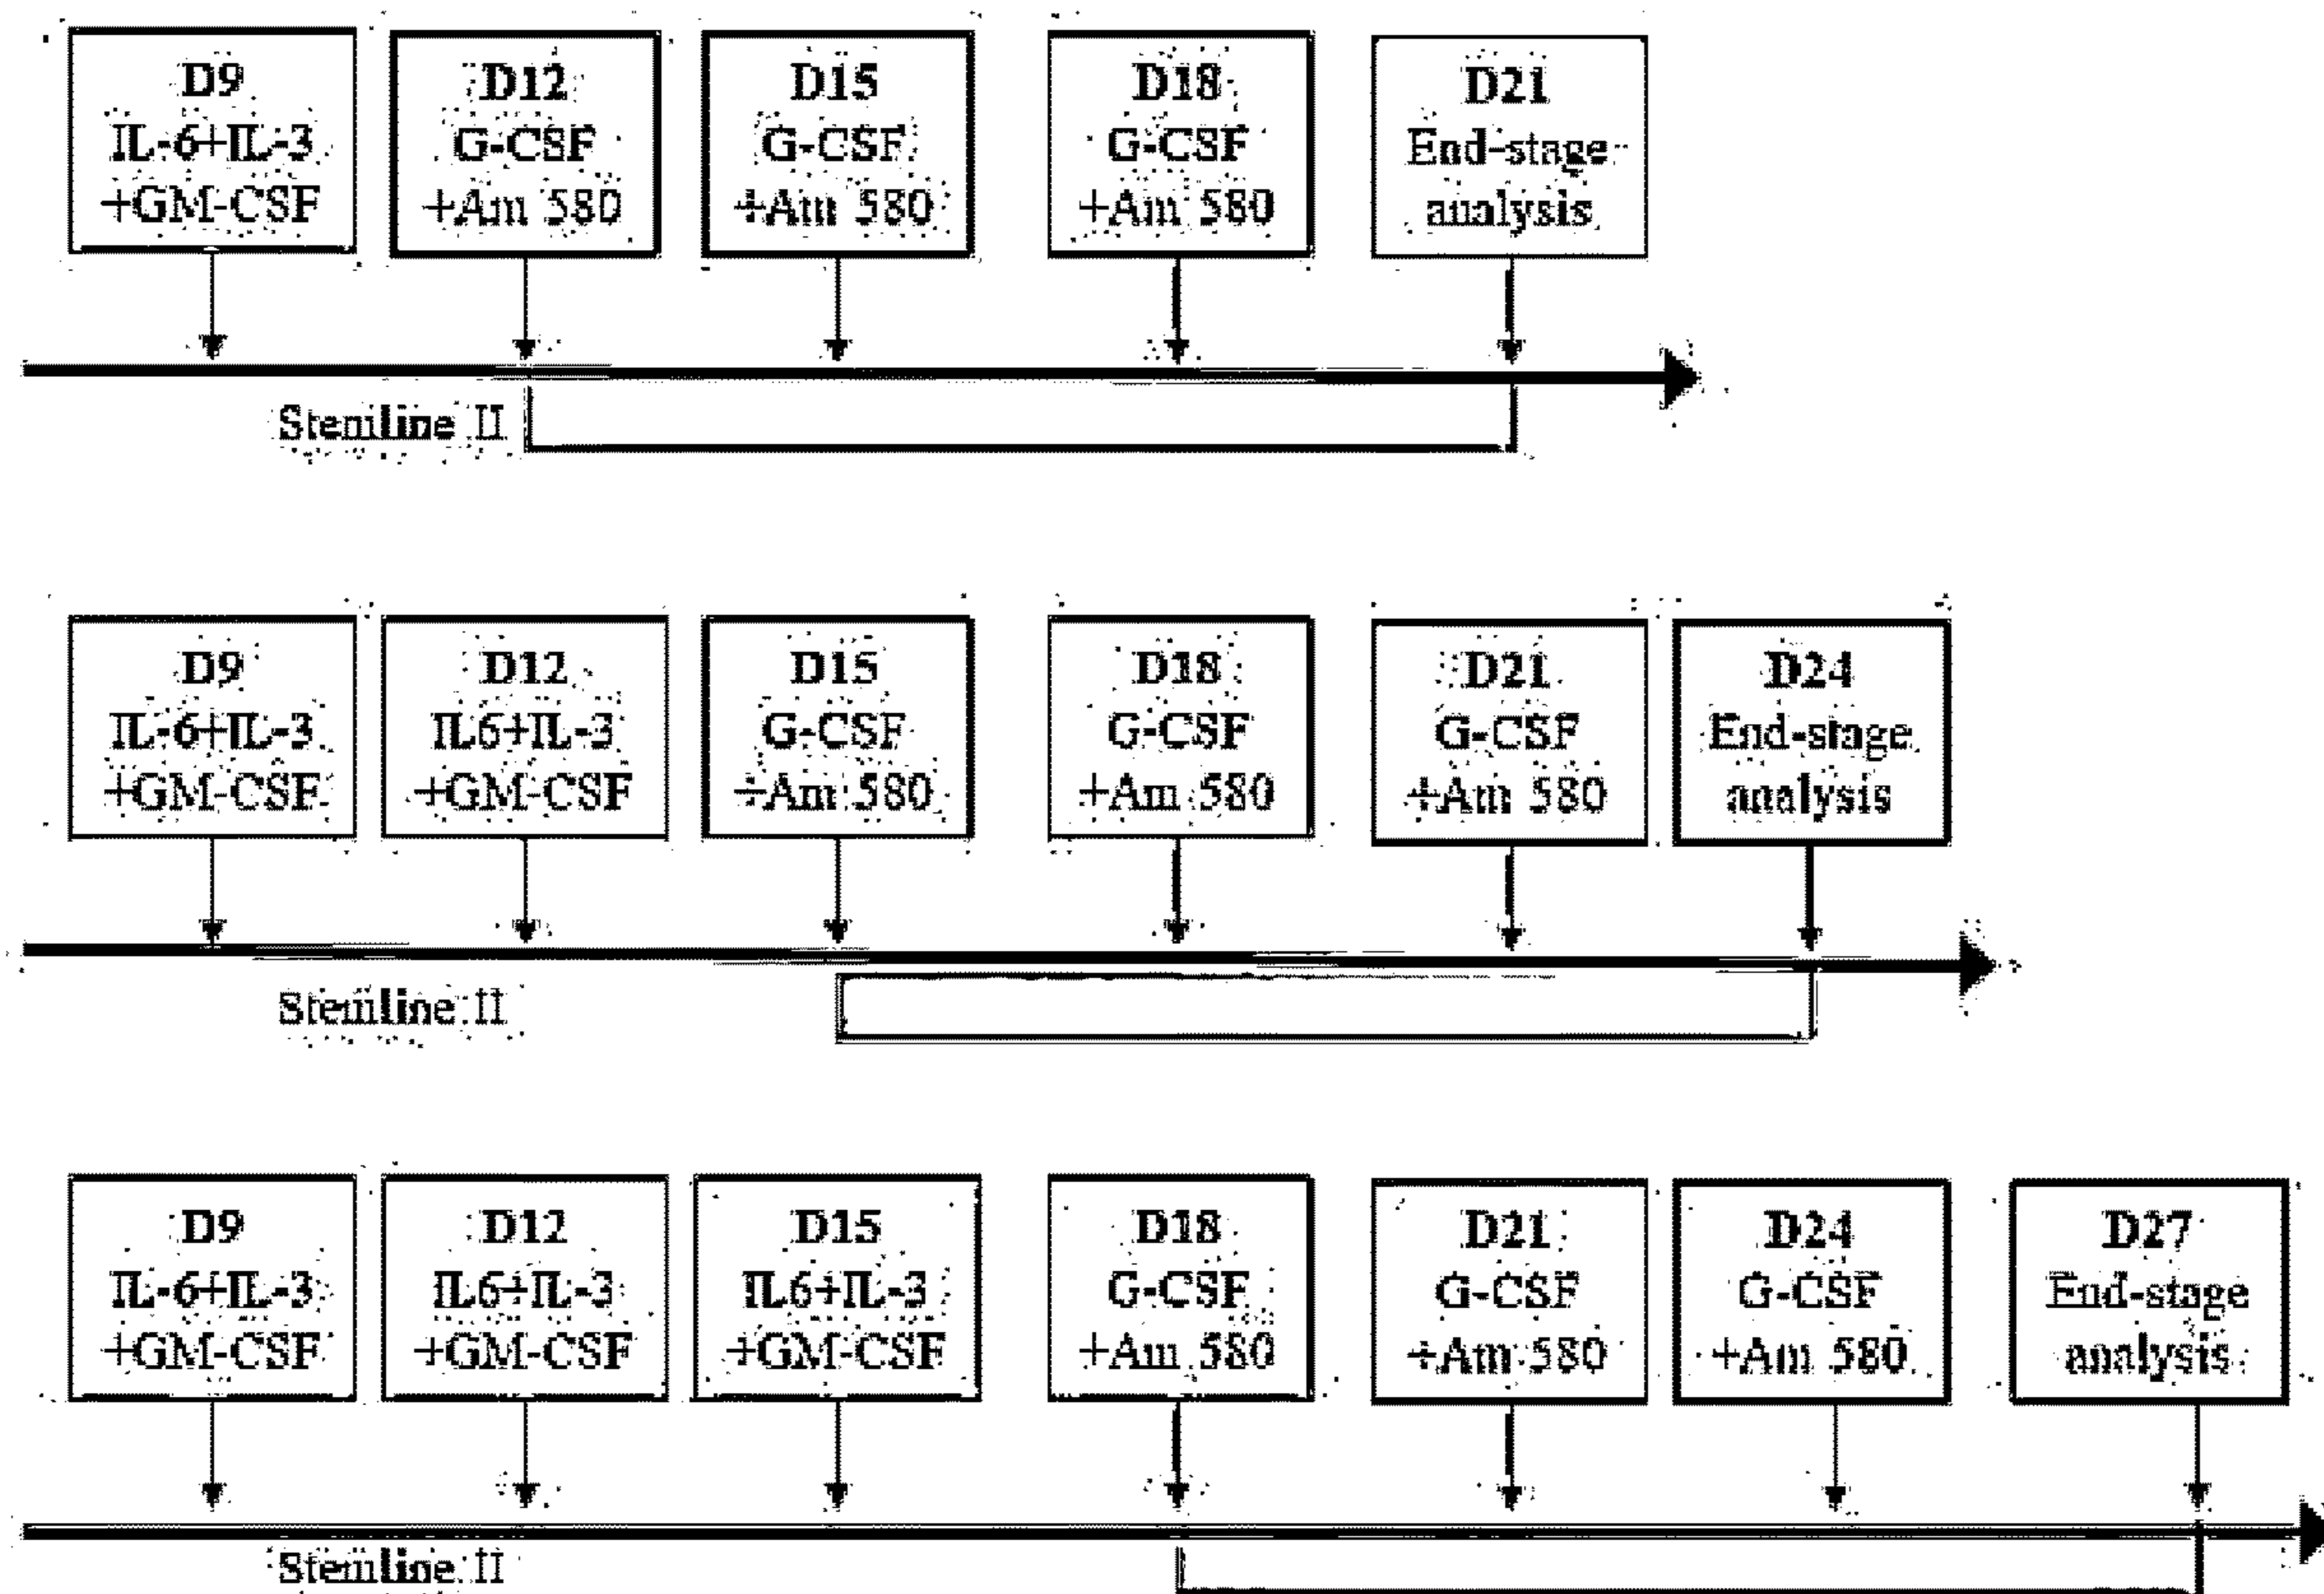 D9
IL-6+IL-3
+GM-CSF
D12
G-CSF
+Am 580
D15
G-CSF
+Am 580
D18
G-CSF
+Am 580
D21
End-stage
analysis
Stemline II
D9
IL-6+IL-3
+GM-CSF
D12
IL6+IL-3
+GM-CSF
D15
G-CSF
+Am 580
D18
G-CSF
+Am 580
D21
G-CSF
+Am 580
D24
End-stage
analysis
Stemline II
D9
IL-6+IL-3
+GM-CSF
D12
IL6+IL-3
+GM-CSF
D15
IL6+IL-3
+GM-CSF
D18
G-CSF
+Am 580
D21
G-CSF
+Am 580
D24
G-CSF
+Am 580
D27
End-stage
analysis
Stemline II